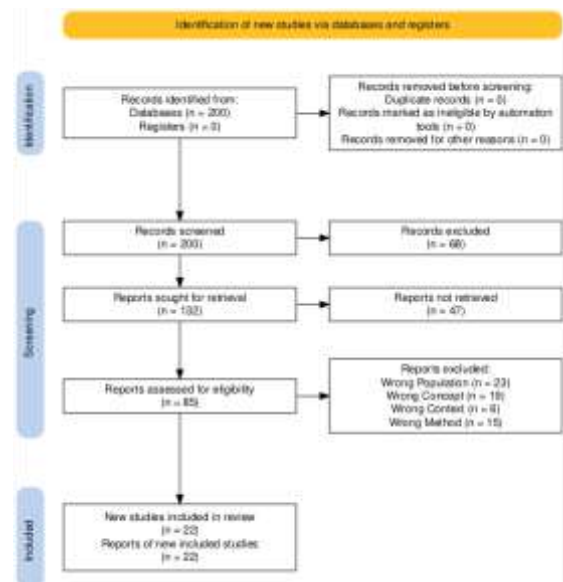 Identification of new studies via databases and registers
Identification
Records identified from:
Databases (n = 200)
Registers (n = 0)
Records removed before screening:
Duplicate records (n = 0)
Records marked as ineligible by automation
tools (n = 0)
Records removed for other reasons (n = 0)
Screening
Records screened
(n = 200)
Records excluded
(n = 68)
Reports sought for retrieval
(n = 132)
Reports not retrieved
(n = 47)
Reports assessed for eligibility
(n = 85)
Reports excluded:
Wrong Population (n = 23)
Wrong Concept (n = 19)
Wrong Context (n = 6)
Wrong Method (n = 15)
Included
New studies included in review
(n = 22)
Reports of new included studies
(n = 22)